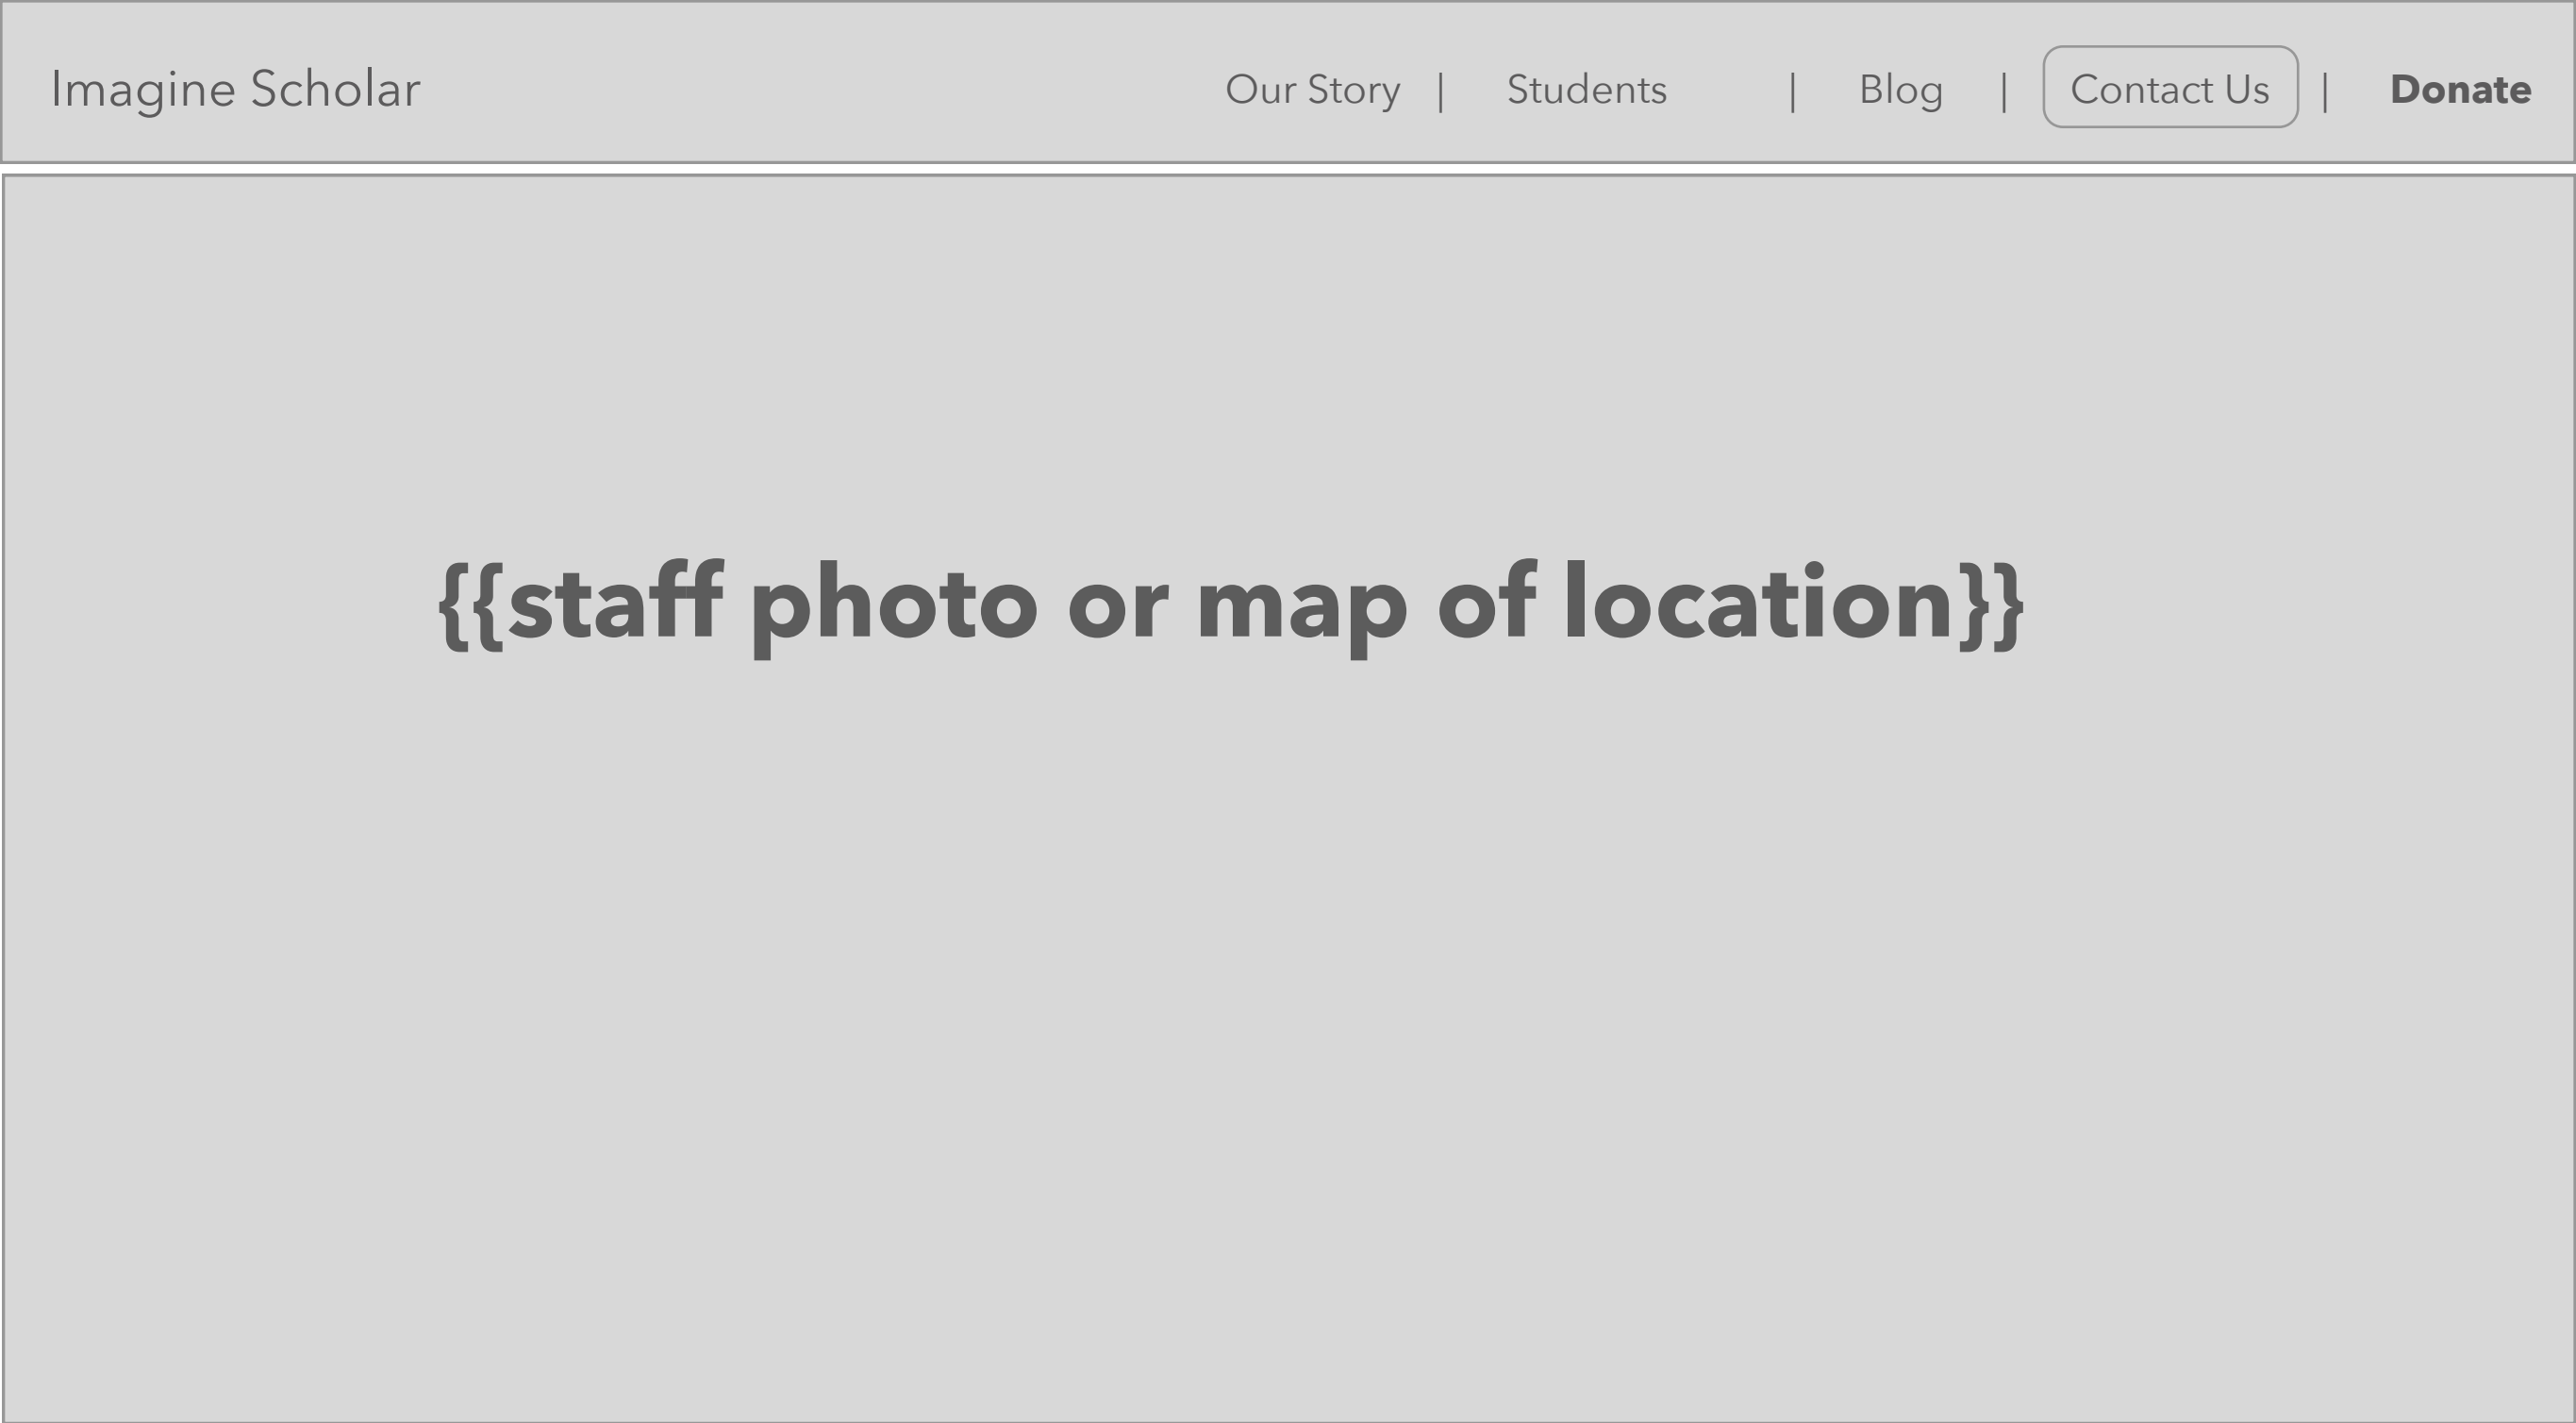 Imagine Scholar Our Story | Students | Blog | Contact Us | Donate
{{staff photo or map of location}}